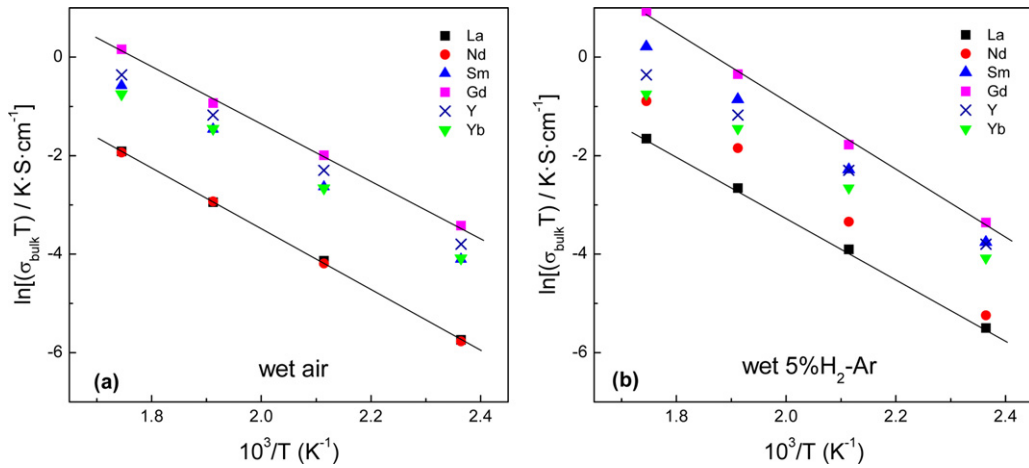 La
Nd
Sm
Gd
Y
Yb
0
-2
-4
-6
ln[(σbulkT) / K·S·cm⁻¹]
(a)
wet air
1.8
2.0
2.2
2.4
10³/T (K⁻¹)
La
Nd
Sm
Gd
Y
Yb
0
-2
-4
-6
ln[(σbulkT) / K·S·cm⁻¹]
(b)
wet 5%H₂-Ar
1.8
2.0
2.2
2.4
10³/T (K⁻¹)